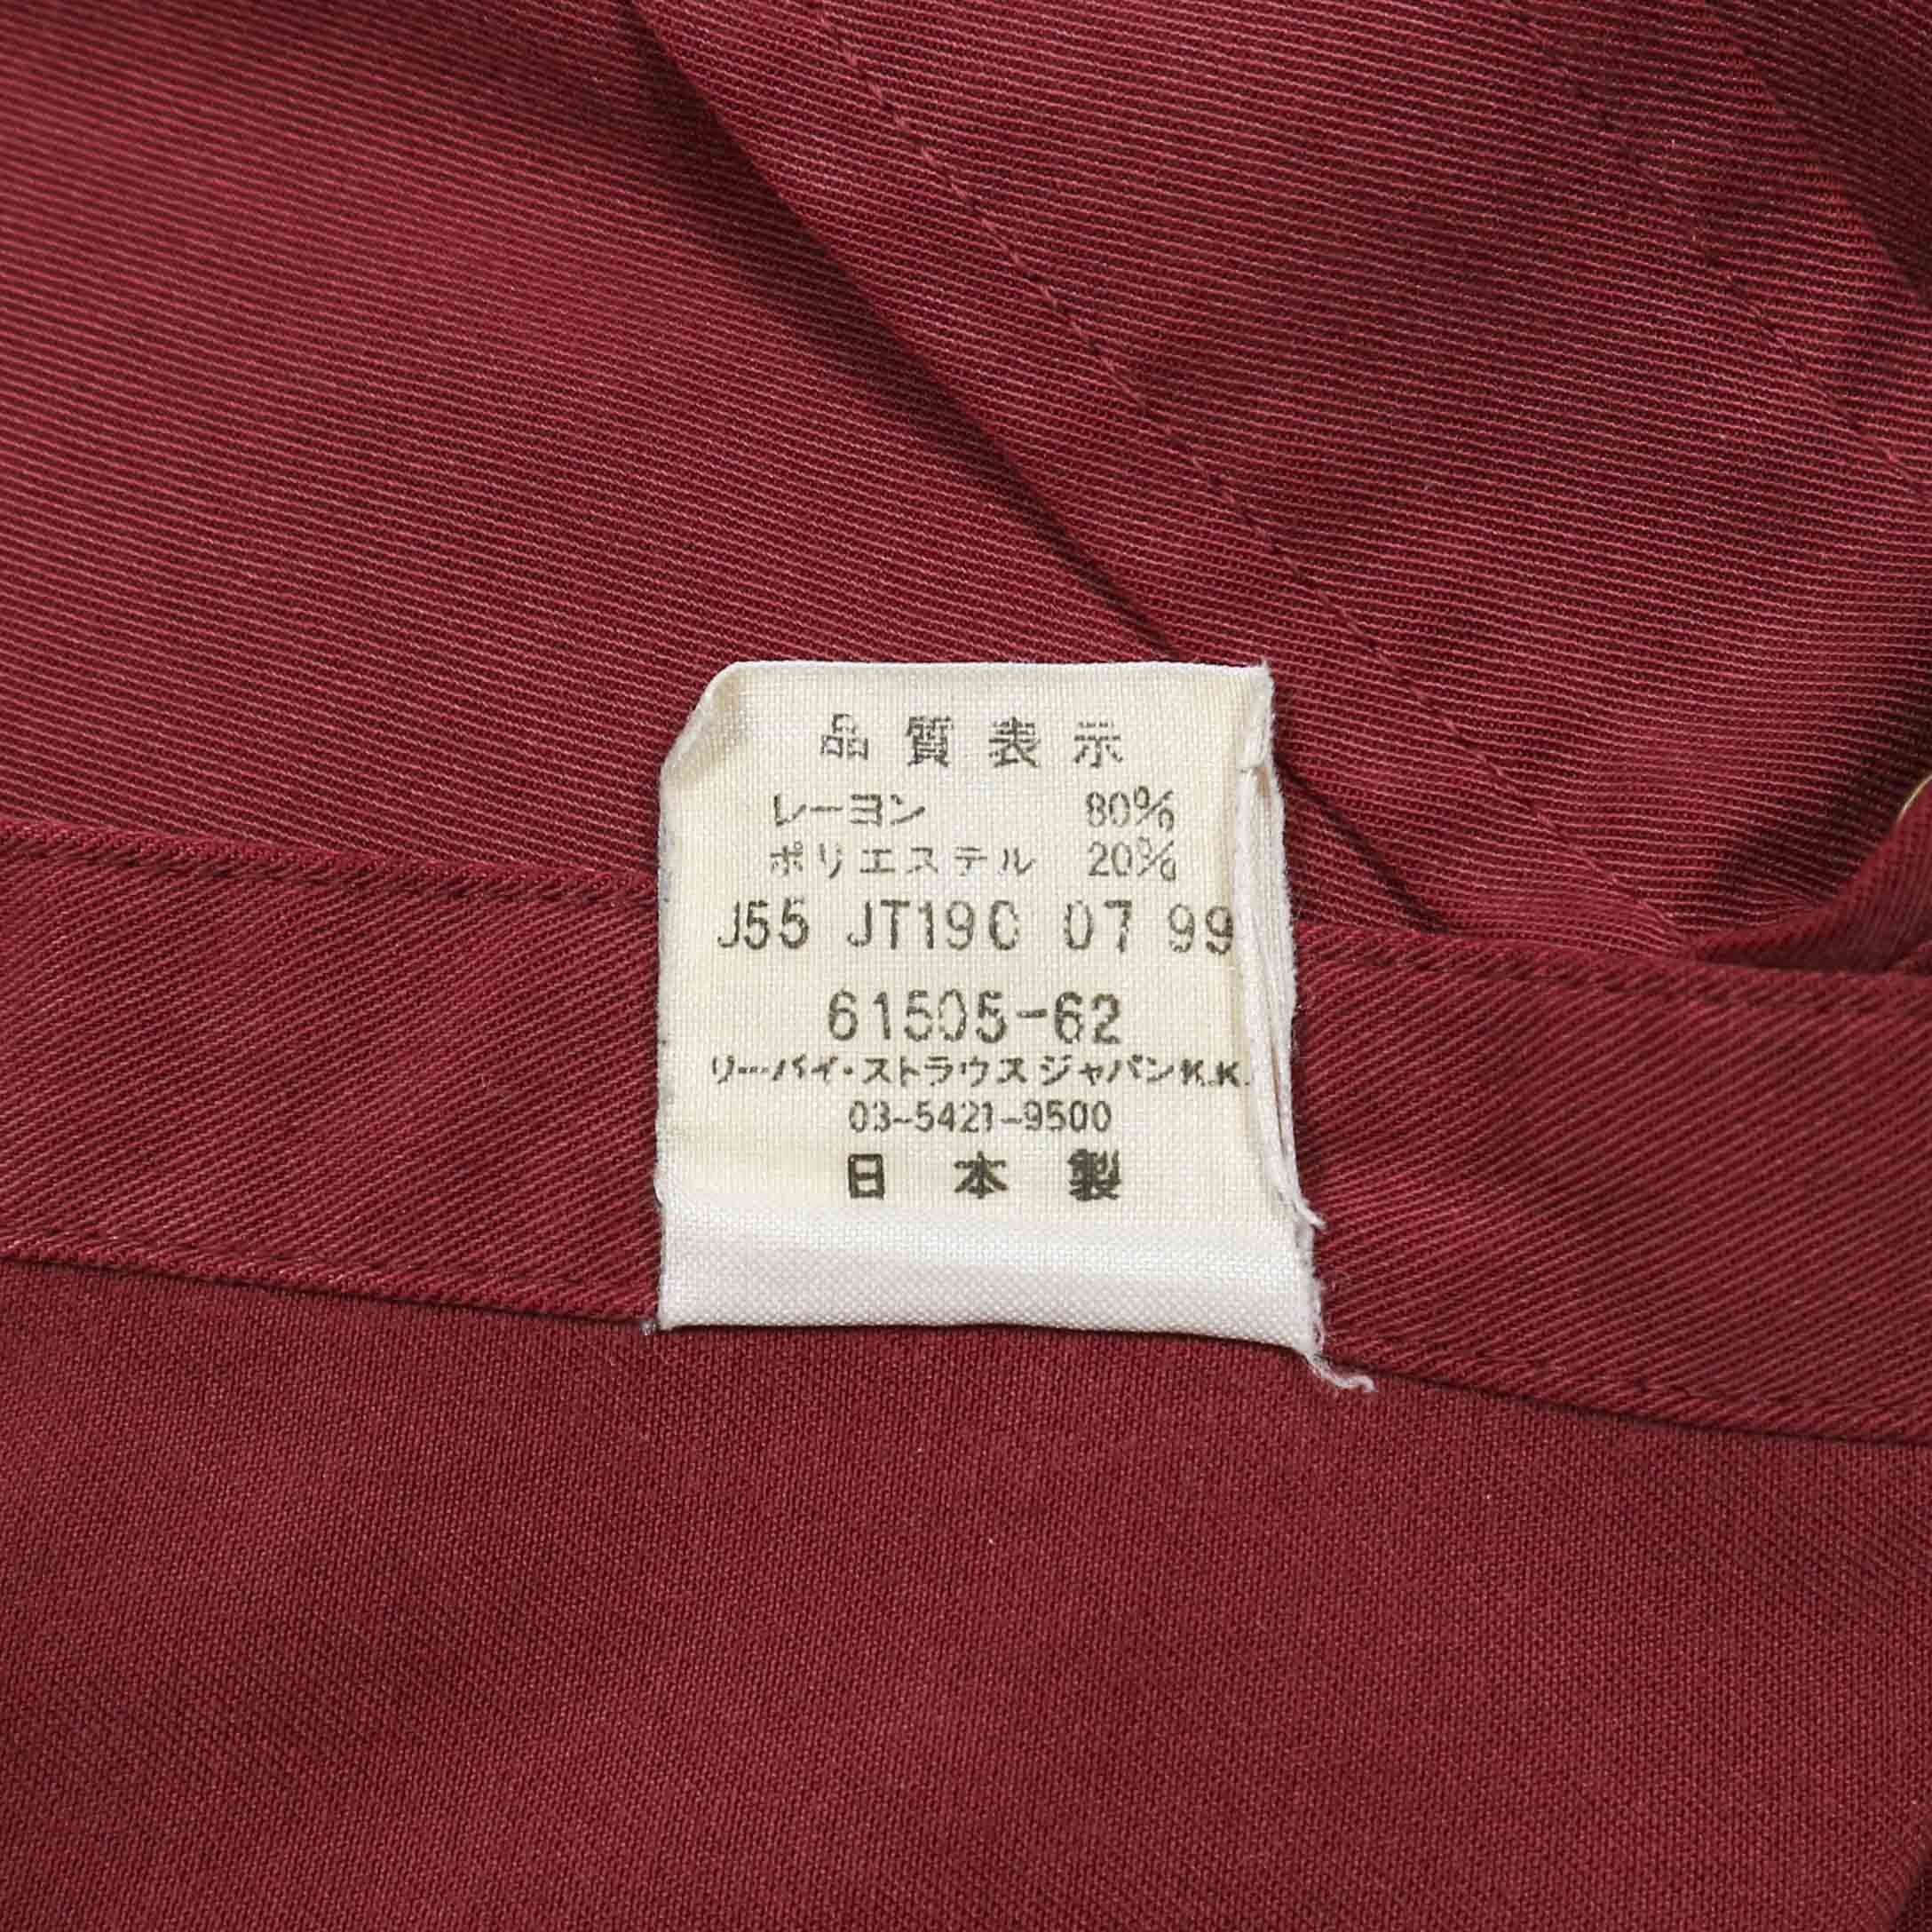 品質表示
レーヨン 80%
ポリエステル 20%
J55 JT19C 07 99
61505-62
リーバイ・ストラウス ジャパンK.K.
03-5421-9500
日本製